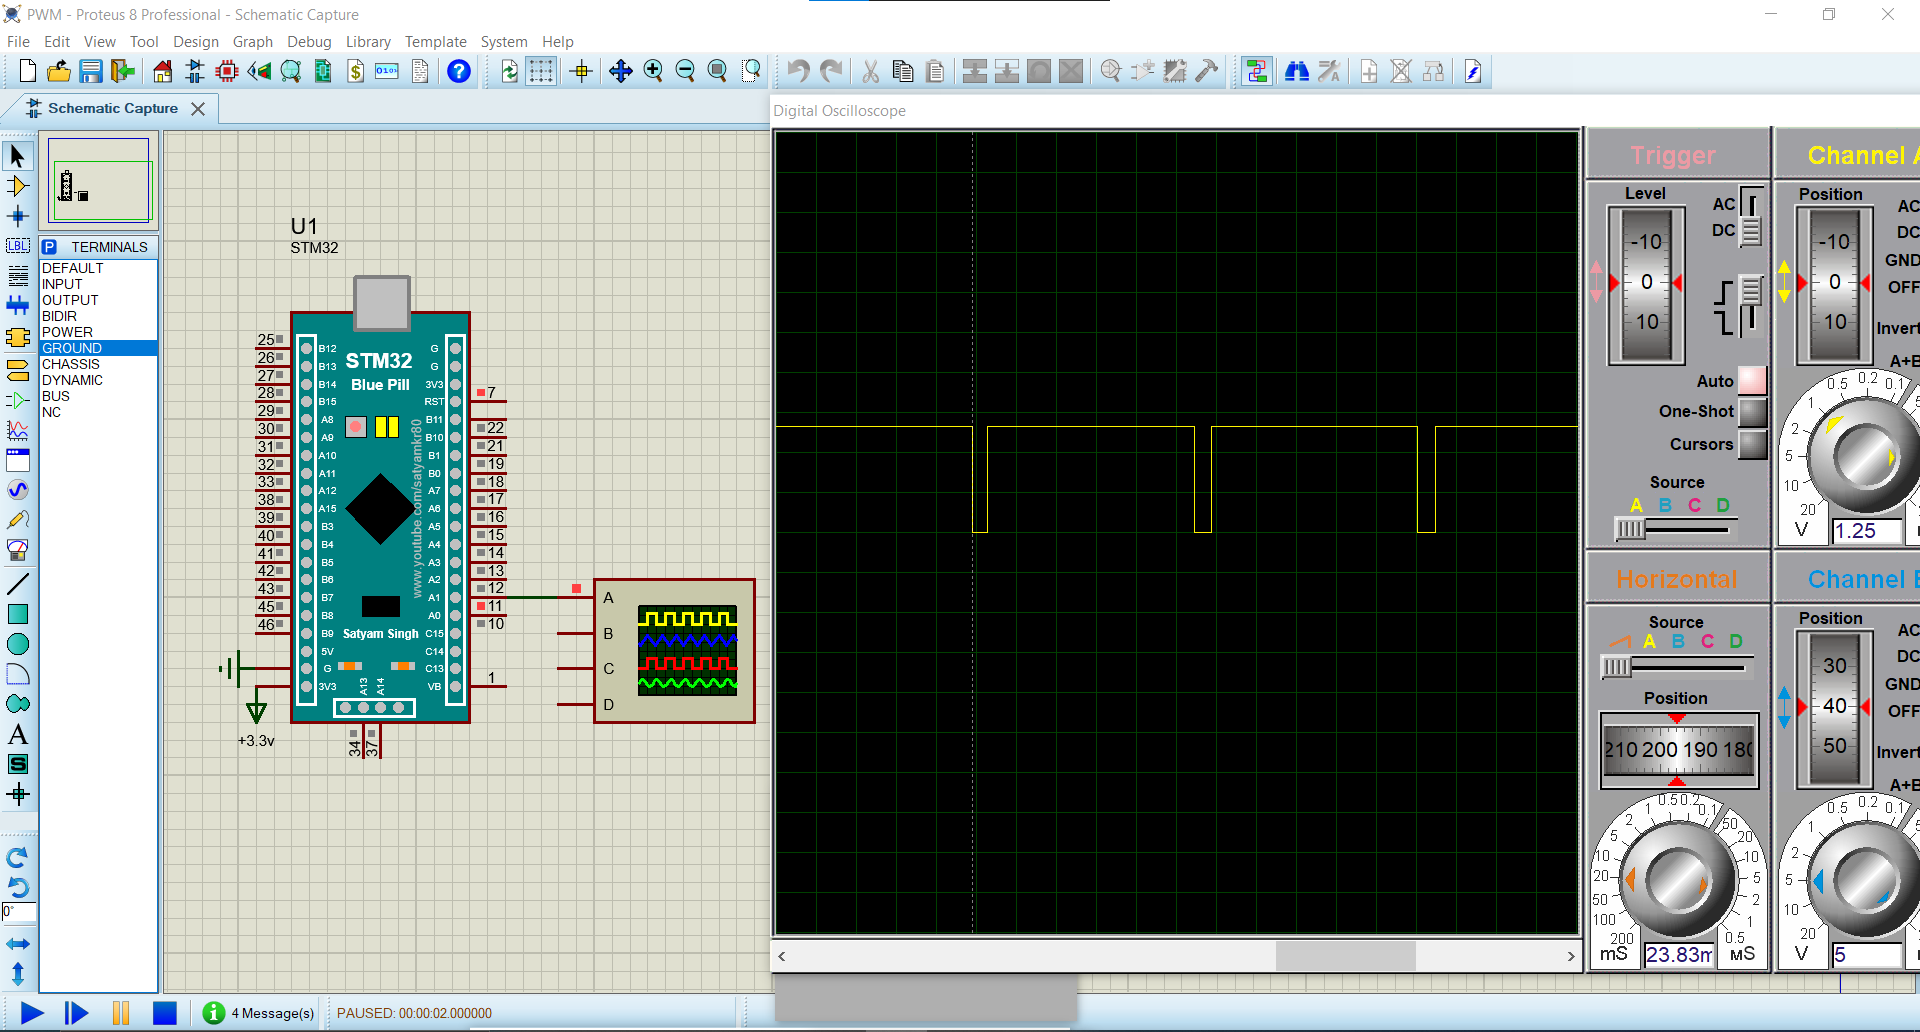 PWM - Proteus 8 Professional - Schematic Capture
File Edit View Tool Design Graph Debug Library Template System Help
Schematic Capture
Digital Oscilloscope
LBL
P TERMINALS
DEFAULT
INPUT
OUTPUT
BIDIR
POWER
GROUND
CHASSIS
DYNAMIC
BUS
NC
A
S
0°
U1
STM32
STM32
Blue Pill
www.youtube.com/satyamkr80
Satyam Singh
25 B12
26 B13
27 B14
28 B15
29 A8
30 A9
31 A10
32 A11
33 A12
38 A15
39 B3
40 B4
41 B5
42 B6
43 B7
45 B8
46 B9
5V
G
3V3
G
G
3V3
RST 7
B11
B10 22
B1 21
B0 19
A7 18
A6 17
A5 16
A4 15
A3 14
A2 13
A1 12
A0 11
C15 10
C14
C13
VB 1
A13 A14
34 37
+3.3v
A
B
C
D
Trigger
Level
-10
0
10
AC
DC
Auto
One-Shot
Cursors
Source
A B C D
Horizontal
Source
A B C D
Position
210 200 190 180
200 100 50 20 10 5 2 1 0.5 0.2 0.1 50 20 10 5 2 1 0.5
mS 23.83m
Channel A
Position
-10
0
10
AC
DC
GND
OFF
Invert
A+B
20 10 5 2 1 0.5 0.2 0.1
V 1.25
Channel B
Position
30
40
50
AC
DC
GND
OFF
Invert
A+B
20 10 5 2 1 0.5 0.2 0.1
V 5
4 Message(s)
PAUSED: 00:00:02.000000